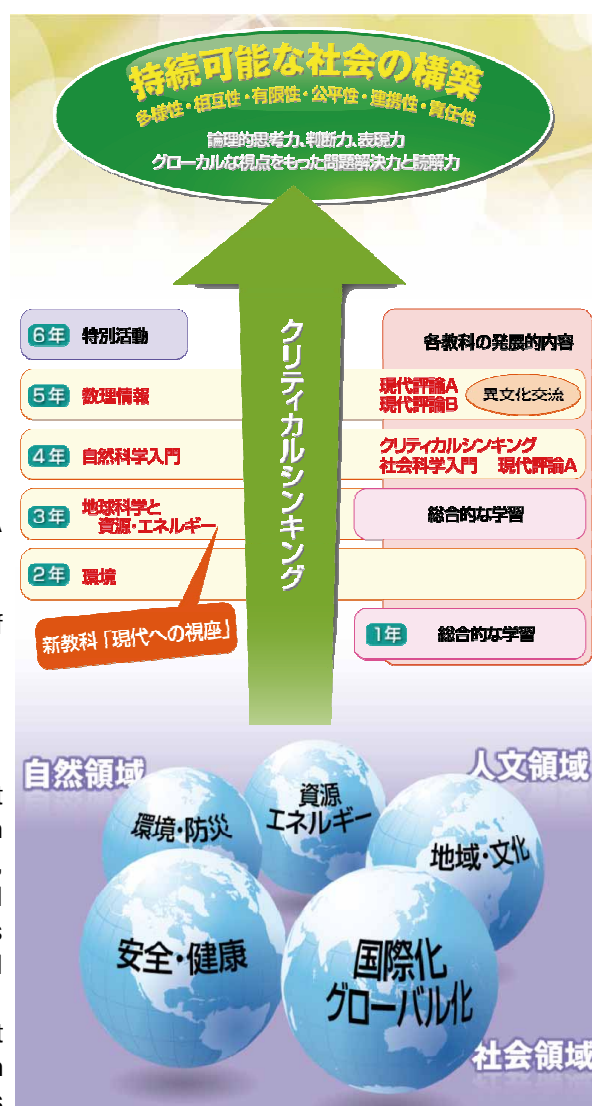 持続可能な社会の構築
多様性・相互性・有限性・公平性・連携性・責任性
論理的思考力、判断力、表現力
グローカルな視点をもった問題解決力と読解力
クリティカルシンキング
6年 特別活動
各教科の発展的内容
5年 数理情報
現代評論A
現代評論B
異文化交流
4年 自然科学入門
クリティカルシンキング
社会科学入門 現代評論A
3年 地球科学と
資源・エネルギー
総合的な学習
2年 環境
新教科「現代への視座」
1年 総合的な学習
自然領域
人文領域
環境・防災
資源
エネルギー
地域・文化
安全・健康
国際化
グローバル化
社会領域